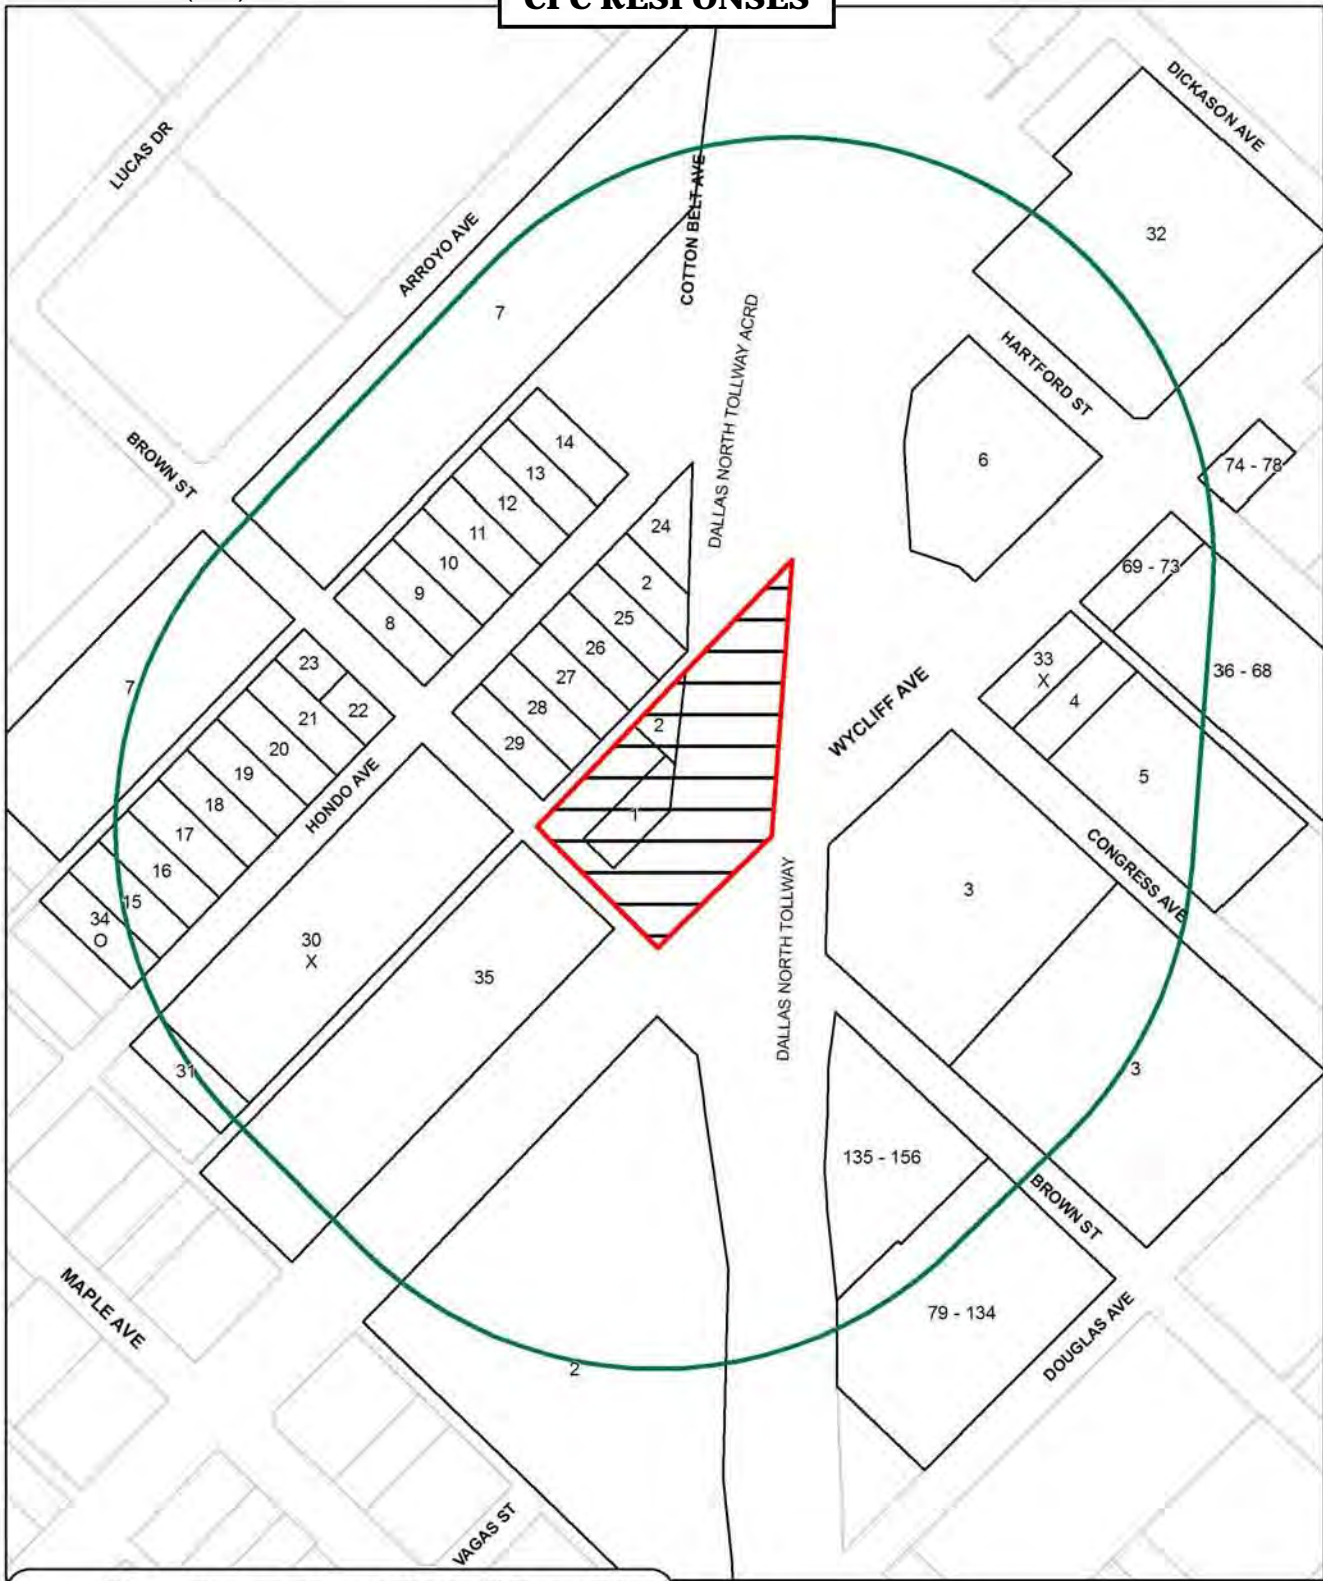 CPC RESPONSES
DICKASON AVE
LUCAS DR
COTTON BELT AVE
ARROYO AVE
32
7
DALLAS NORTH TOLLWAY ACRD
HARTFORD ST
14
BROWN ST
13
6
74 - 78
12
24
11
10
2
69 - 73
9
25
8
26
33
X
36 - 68
23
27
7
4
22
28
2
WYCLIFF AVE
21
29
20
19
5
HONDO AVE
18
1
17
CONGRESS AVE
16
3
15
34
O
30
X
35
DALLAS NORTH TOLLWAY
31
3
135 - 156
BROWN ST
MAPLE AVE
79 - 134
DOUGLAS AVE
2
VAGAS ST